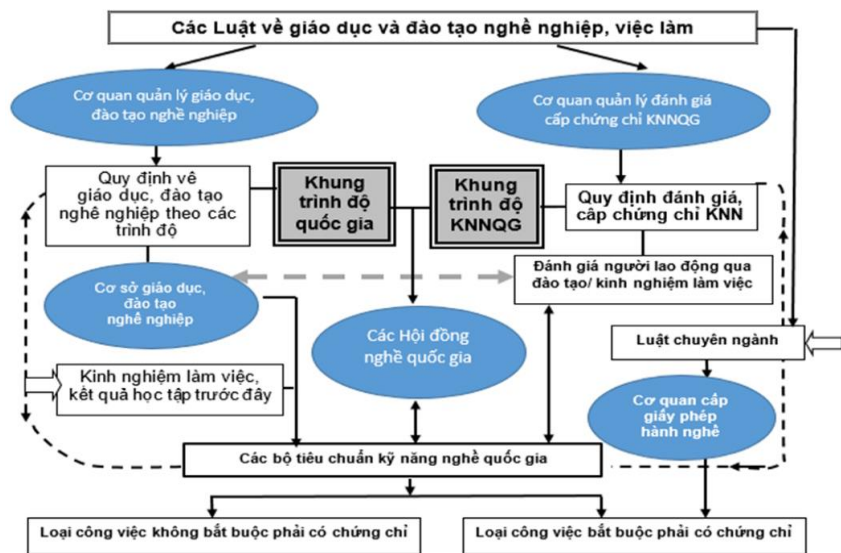 Các Luật về giáo dục và đào tạo nghề nghiệp, việc làm
Cơ quan quản lý giáo dục,
đào tạo nghề nghiệp
Cơ quan quản lý đánh giá
cấp chứng chỉ KNNQG
Quy định về
giáo dục, đào tạo
nghề nghiệp theo các
trình độ
Khung
trình độ
quốc gia
Khung
trình độ
KNNQG
Quy định đánh giá,
câp chứng chỉ KNN
Cơ sở giáo dục,
đào tạo
nghề nghiệp
Đánh giá người lao động qua
đào tạo/ kinh nghiệm làm việc
Các Hội đồng
nghề quốc gia
Luật chuyên ngành
Kinh nghiệm làm việc,
kết quả học tập trước đây
Cơ quan cấp
giấy phép
hành nghề
Các bộ tiêu chuẩn kỹ năng nghề quốc gia
Loại công việc không bắt buộc phải có chứng chỉ
Loại công việc bắt buộc phải có chứng chỉ